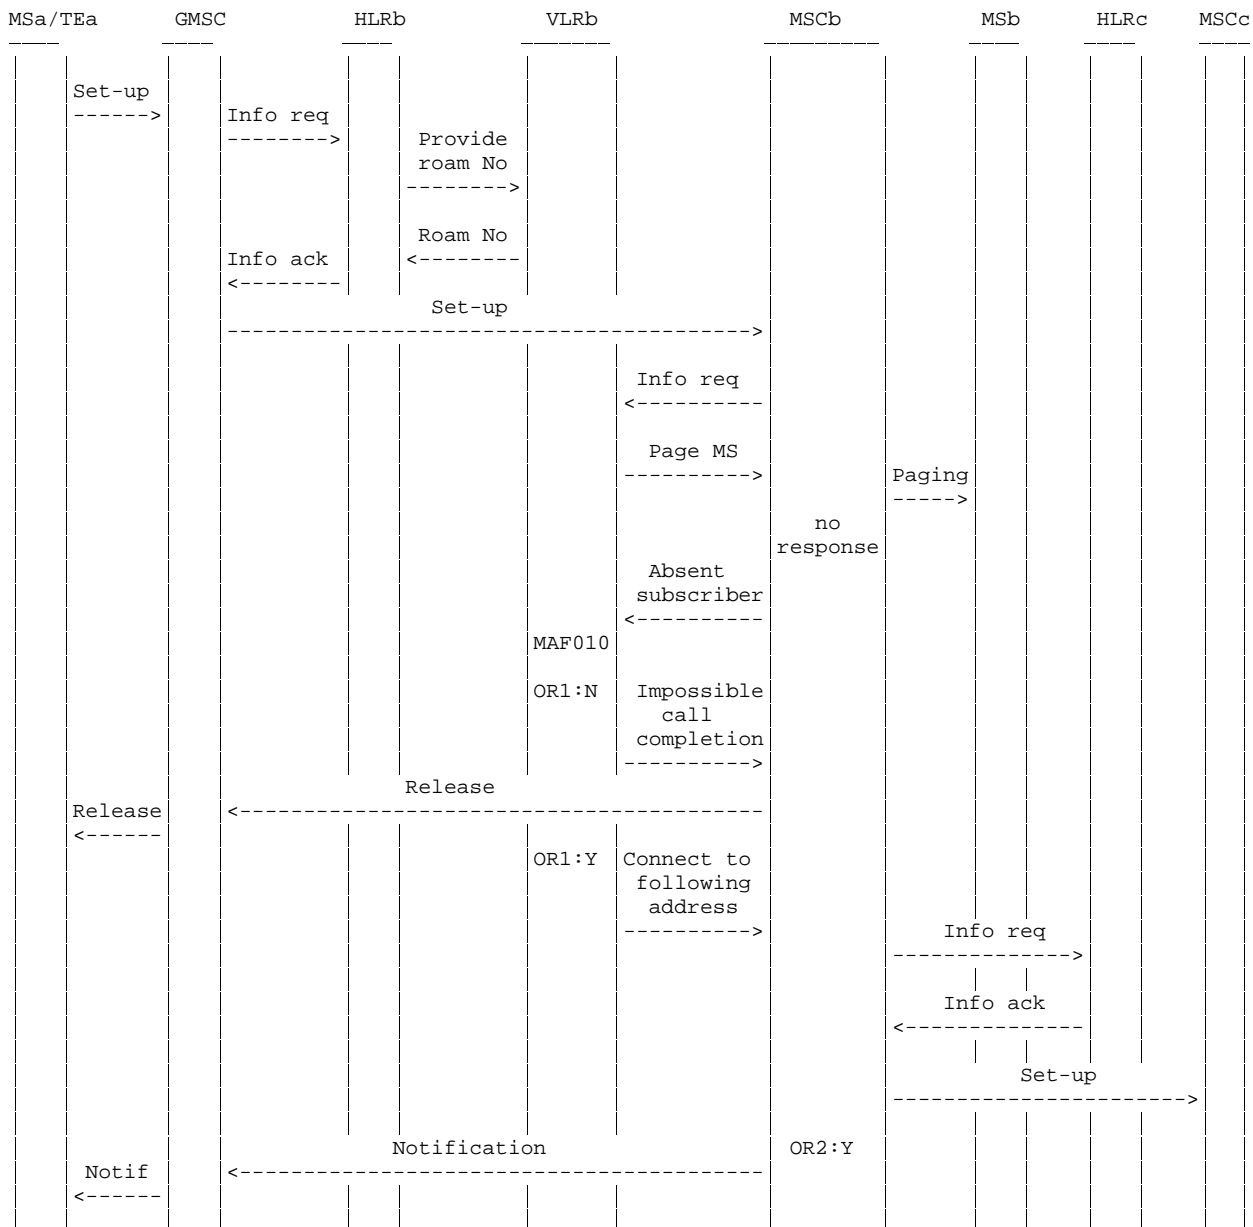 MSa/TEa GMSC HLRb VLRb MSCb MSb HLRc MSCc
Set-up
------> Info req
--------> Provide
roam No
-------->
Roam No
Info ack <--------
<--------
Set-up
----------------------------------------->
Info req
<----------
Page MS
----------> Paging
----->
no
response
Absent
subscriber
<----------
MAF010
OR1:N Impossible
call
completion
---------->
Release
Release <-----------------------------------------
<------
OR1:Y Connect to
following
address
----------> Info req
-------------->
Info ack
<--------------
Set-up
----------------------->
Notification OR2:Y
Notif <-----------------------------------------
<------